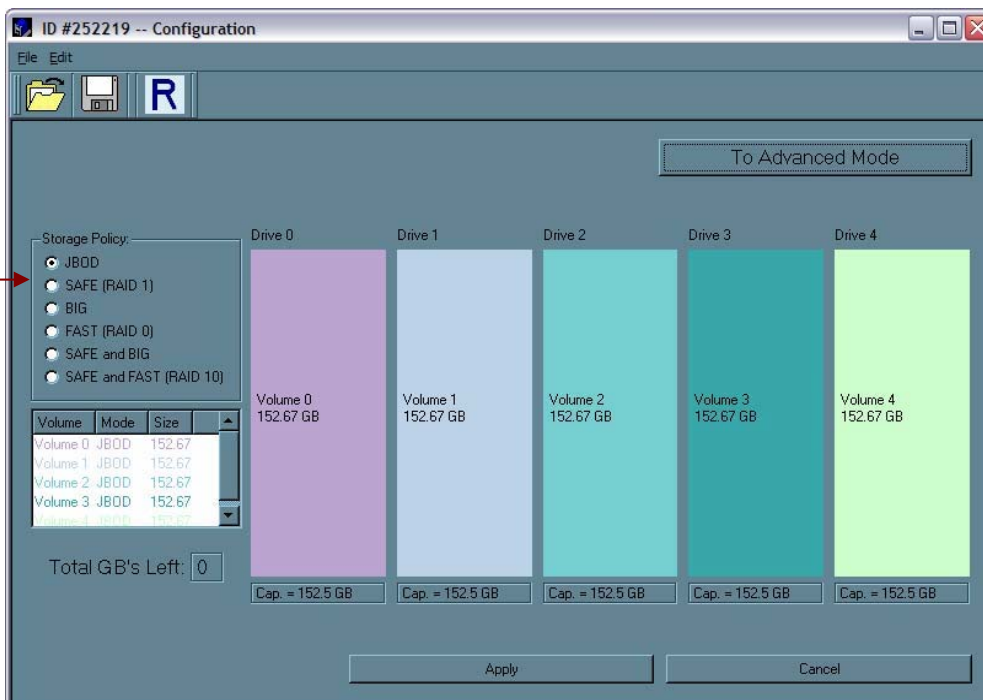 ID #252219 -- Configuration
File Edit
R
To Advanced Mode
Storage Policy:
JBOD
SAFE (RAID 1)
BIG
FAST (RAID 0)
SAFE and BIG
SAFE and FAST (RAID 10)
Volume Mode Size
Volume 0 JBOD 152.67
Volume 1 JBOD 152.67
Volume 2 JBOD 152.67
Volume 3 JBOD 152.67
Volume 4 JBOD 152.67
Total GB's Left: 0
Drive 0 Drive 1 Drive 2 Drive 3 Drive 4
Volume 0 Volume 1 Volume 2 Volume 3 Volume 4
152.67 GB 152.67 GB 152.67 GB 152.67 GB 152.67 GB
Cap. = 152.5 GB Cap. = 152.5 GB Cap. = 152.5 GB Cap. = 152.5 GB Cap. = 152.5 GB
Apply Cancel